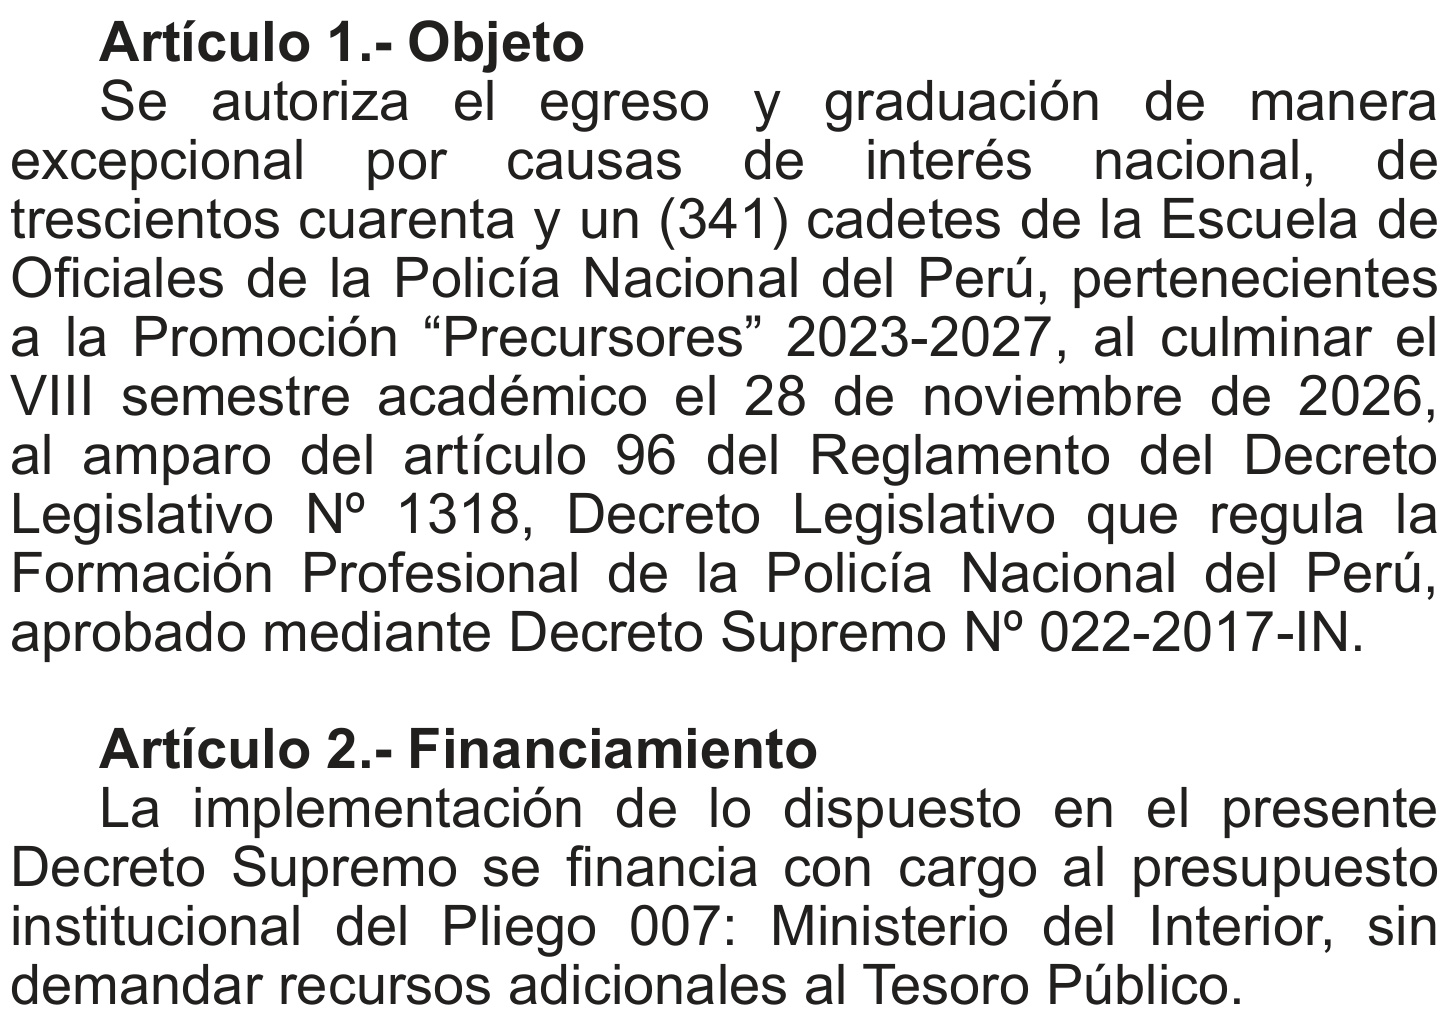 Artículo 1.- Objeto
Se autoriza el egreso y graduación de manera
excepcional por causas de interés nacional, de
trescientos cuarenta y un (341) cadetes de la Escuela de
Oficiales de la Policía Nacional del Perú, pertenecientes
a la Promoción “Precursores” 2023-2027, al culminar el
VIII semestre académico el 28 de noviembre de 2026,
al amparo del artículo 96 del Reglamento del Decreto
Legislativo Nº 1318, Decreto Legislativo que regula la
Formación Profesional de la Policía Nacional del Perú,
aprobado mediante Decreto Supremo Nº 022-2017-IN.
Artículo 2.- Financiamiento
La implementación de lo dispuesto en el presente
Decreto Supremo se financia con cargo al presupuesto
institucional del Pliego 007: Ministerio del Interior, sin
demandar recursos adicionales al Tesoro Público.